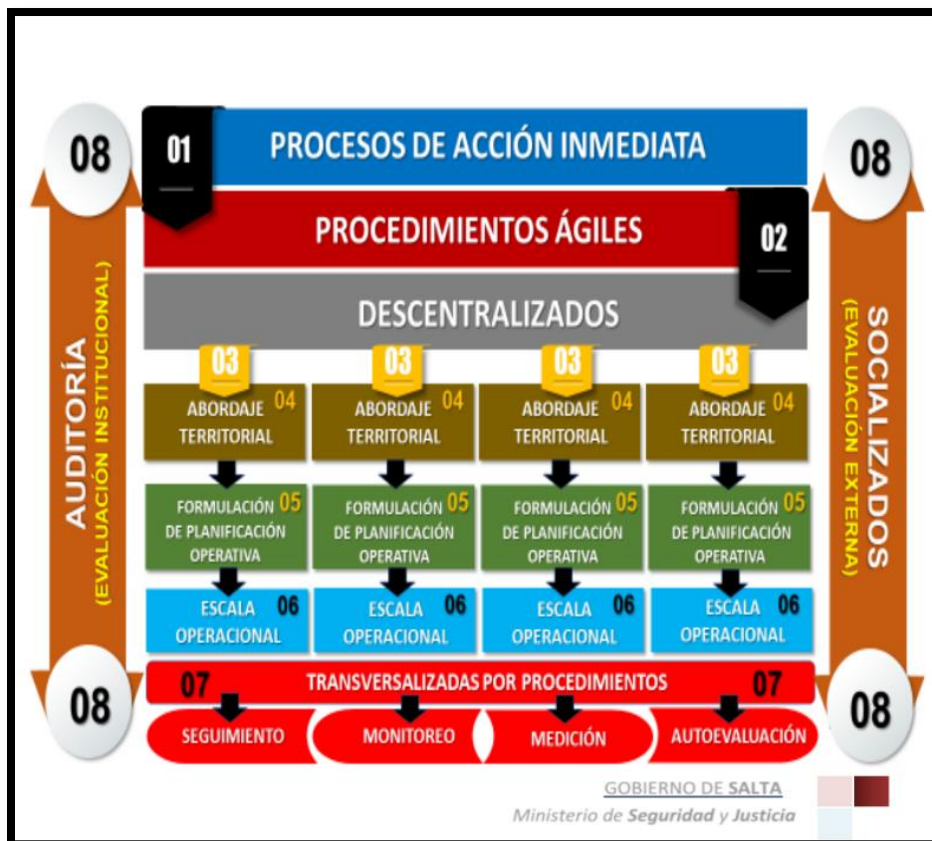 08
01
PROCESOS DE ACCIÓN INMEDIATA
08
PROCEDIMIENTOS ÁGILES
02
DESCENTRALIZADOS
03
03
03
03
ABORDAJE 04
TERRITORIAL
ABORDAJE 04
TERRITORIAL
ABORDAJE 04
TERRITORIAL
ABORDAJE 04
TERRITORIAL
FORMULACIÓN 05
DE PLANIFICACIÓN
OPERATIVA
FORMULACIÓN 05
DE PLANIFICACIÓN
OPERATIVA
FORMULACIÓN 05
DE PLANIFICACIÓN
OPERATIVA
FORMULACIÓN 05
DE PLANIFICACIÓN
OPERATIVA
ESCALA 06
OPERACIONAL
ESCALA 06
OPERACIONAL
ESCALA 06
OPERACIONAL
ESCALA 06
OPERACIONAL
07 TRANSVERSALIZADAS POR PROCEDIMIENTOS 07
SEGUIMIENTO
MONITOREO
MEDICIÓN
AUTOEVALUACIÓN
AUDITORÍA
(EVALUACIÓN INSTITUCIONAL)
08
SOCIALIZADOS
(EVALUACIÓN EXTERNA)
08
GOBIERNO DE SALTA
Ministerio de Seguridad y Justicia